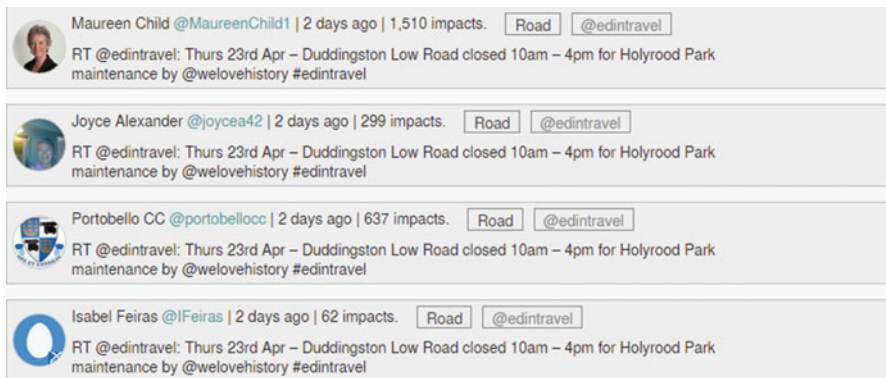 Maureen Child @MaureenChild1 | 2 days ago | 1,510 impacts. Road @edintravel
RT @edintravel: Thurs 23rd Apr – Duddingston Low Road closed 10am – 4pm for Holyrood Park
maintenance by @welovehistory #edintravel
Joyce Alexander @joycea42 | 2 days ago | 299 impacts. Road @edintravel
RT @edintravel: Thurs 23rd Apr – Duddingston Low Road closed 10am – 4pm for Holyrood Park
maintenance by @welovehistory #edintravel
Portobello CC @portobellocc | 2 days ago | 637 impacts. Road @edintravel
RT @edintravel: Thurs 23rd Apr – Duddingston Low Road closed 10am – 4pm for Holyrood Park
maintenance by @welovehistory #edintravel
Isabel Feiras @IFeiras | 2 days ago | 62 impacts. Road @edintravel
RT @edintravel: Thurs 23rd Apr – Duddingston Low Road closed 10am – 4pm for Holyrood Park
maintenance by @welovehistory #edintravel